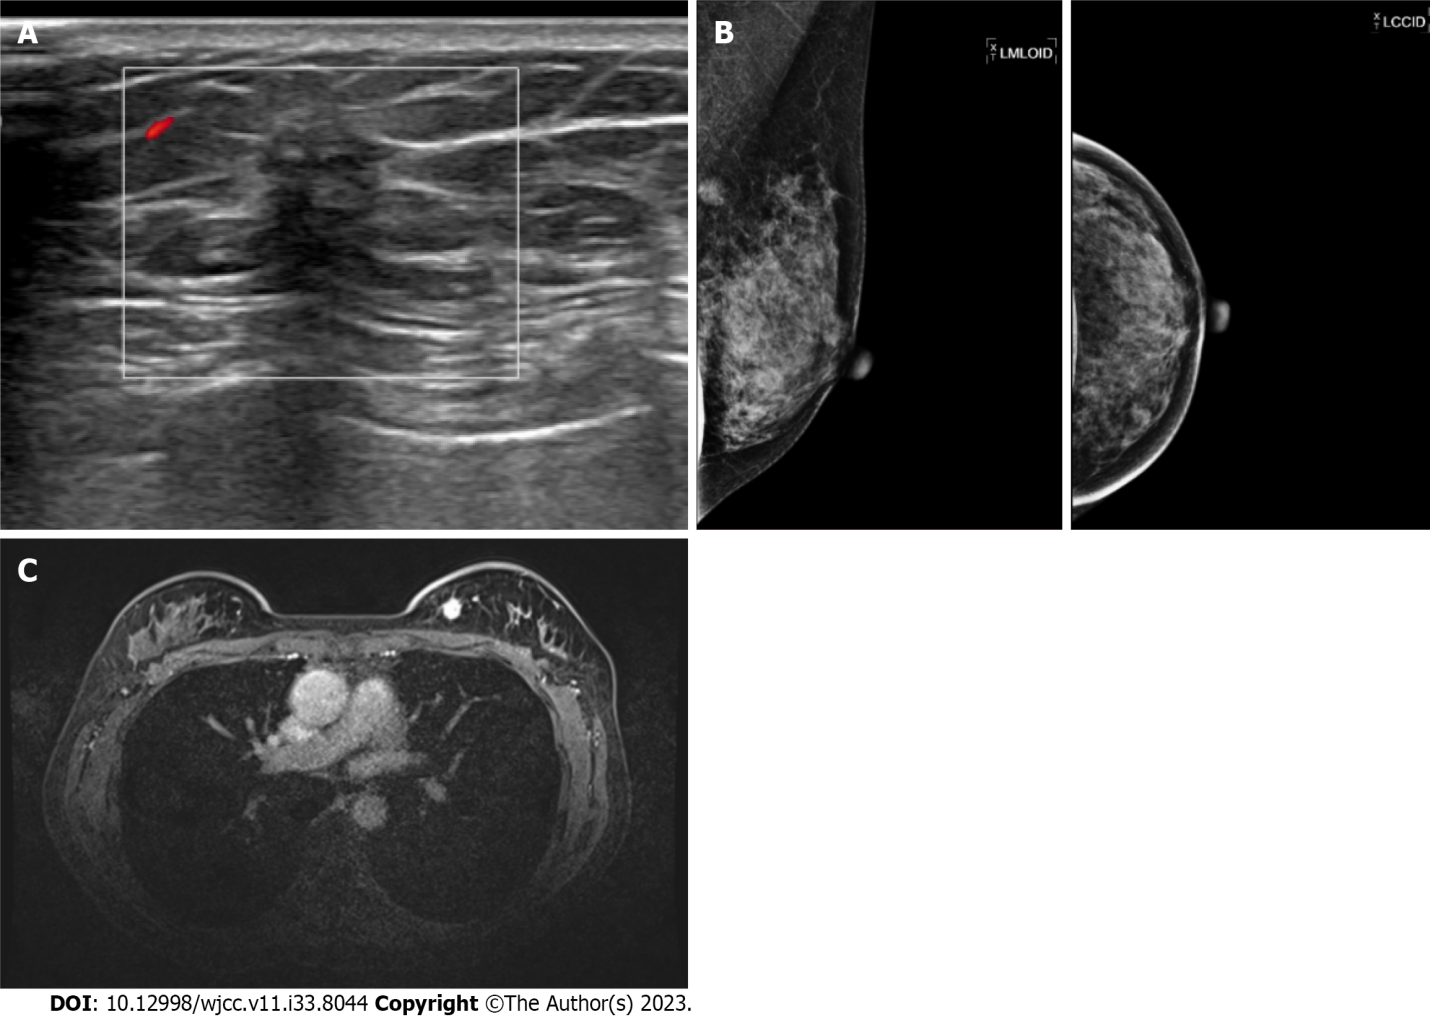 A
B
X
T
LMLOID
X
T
LCCID
C
DOI: 10.12998/wjcc.v11.i33.8044 Copyright ©The Author(s) 2023.